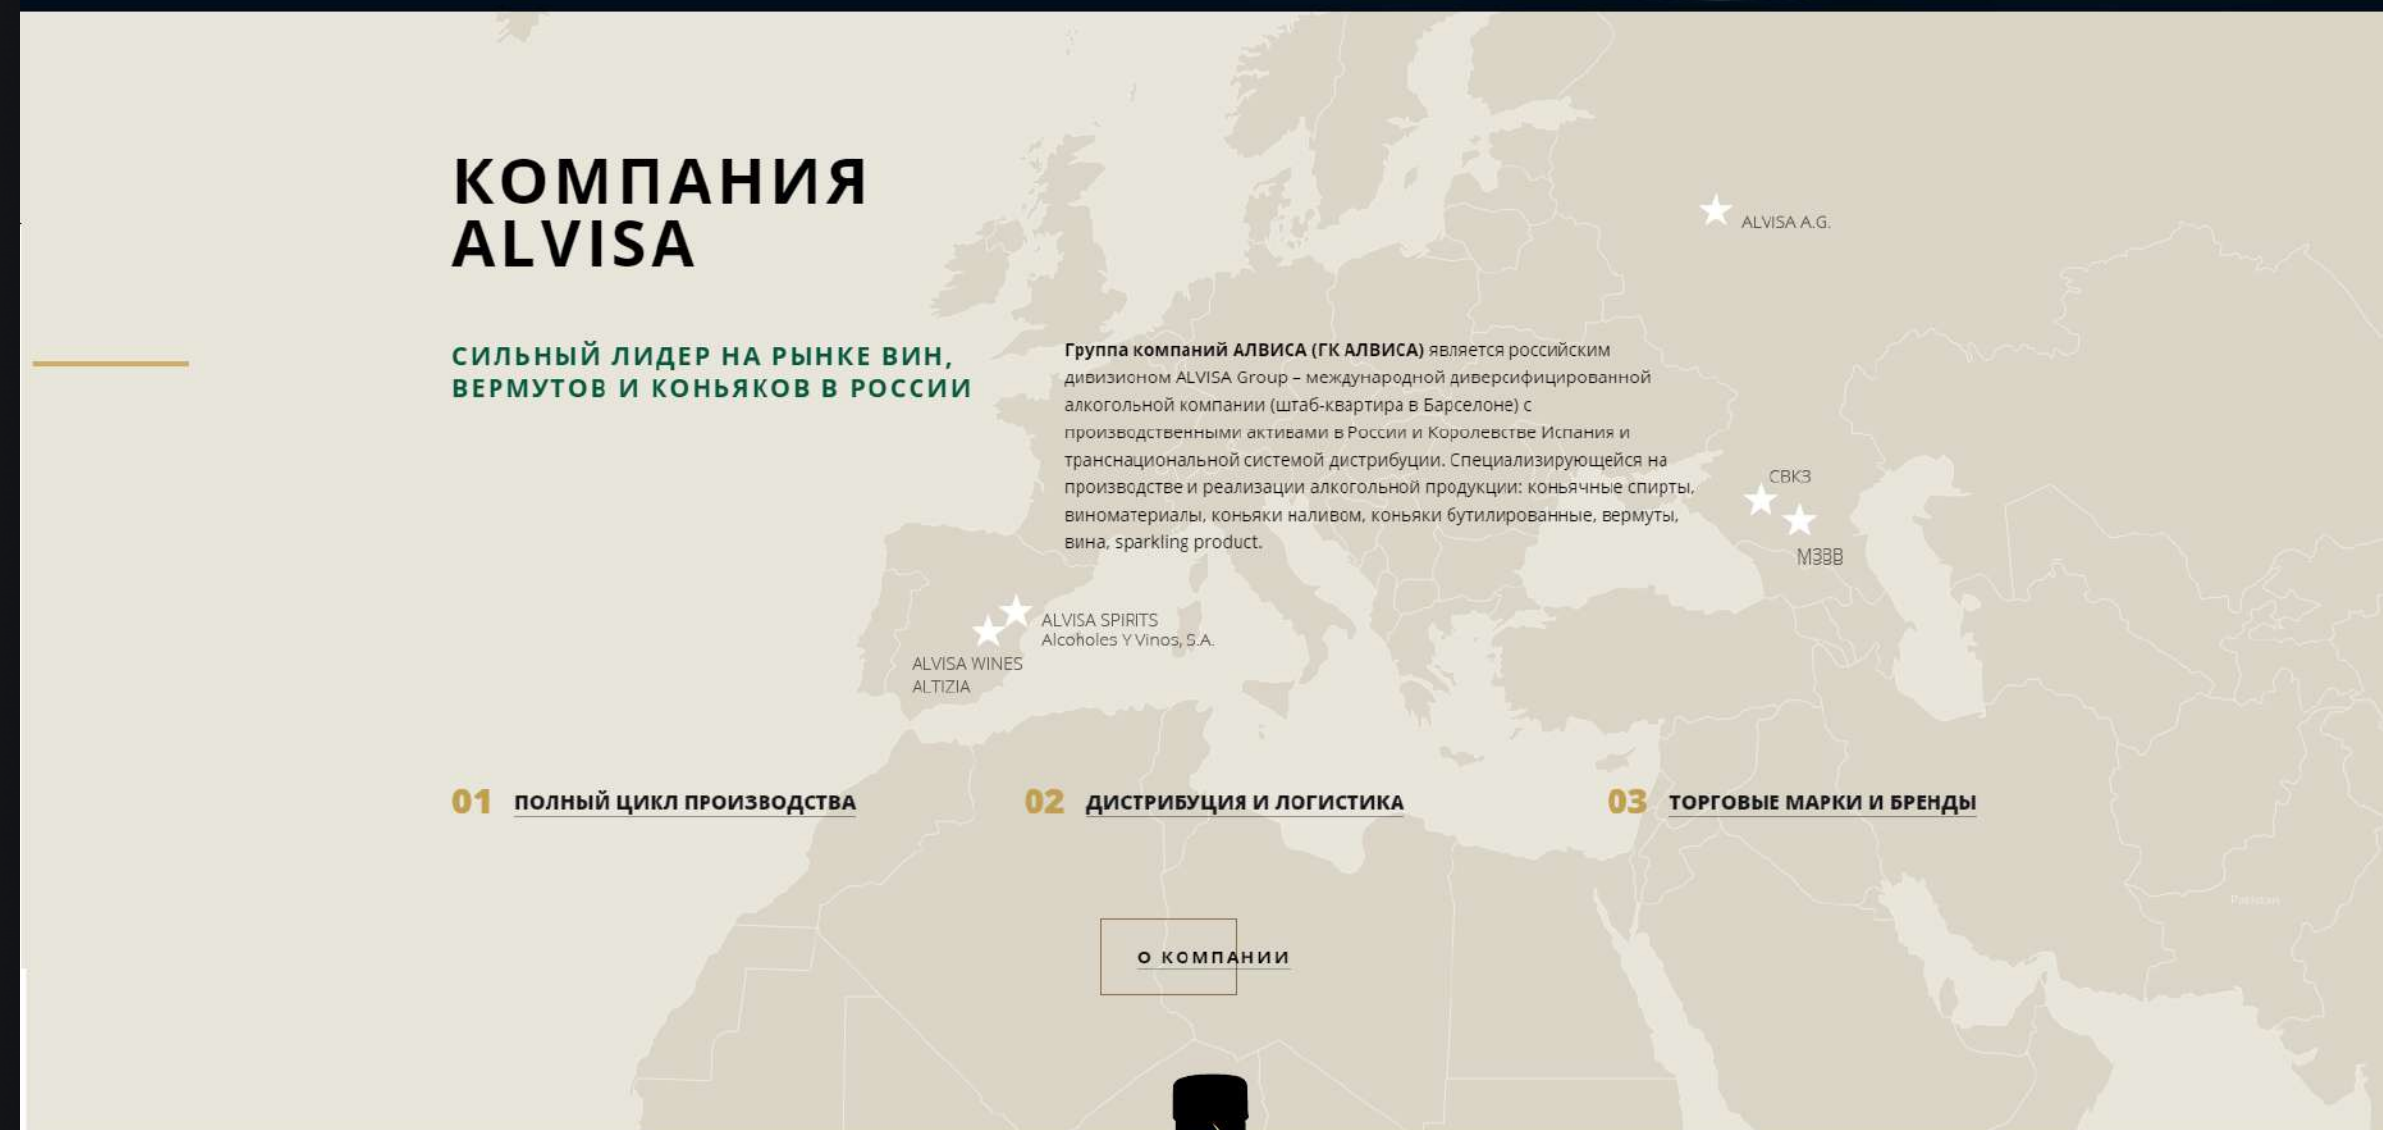 КОМПАНИЯ
ALVISA
СИЛЬНЫЙ ЛИДЕР НА РЫНКЕ ВИН,
ВЕРМУТОВ И КОНЬЯКОВ В РОССИИ
Группа компаний АЛВИСА (ГК АЛВИСА) является российским
дивизионом ALVISA Group – международной диверсифицированной
алкогольной компании (штаб-квартира в Барселоне) с
производственными активами в России и Королевстве Испания и
транснациональной системой дистрибуции. Специализирующейся на
производстве и реализации алкогольной продукции: коньячные спирты,
виноматериалы, коньяки наливом, коньяки бутилированные, вермуты,
вина, sparkling product.
ALVISA A.G.
СВКЗ
МЗВВ
ALVISA SPIRITS
Alcoholes Y Vinos, S.A.
ALVISA WINES
ALTIZIA
01 ПОЛНЫЙ ЦИКЛ ПРОИЗВОДСТВА
02 ДИСТРИБУЦИЯ И ЛОГИСТИКА
03 ТОРГОВЫЕ МАРКИ И БРЕНДЫ
Pakistan
О КОМПАНИИ